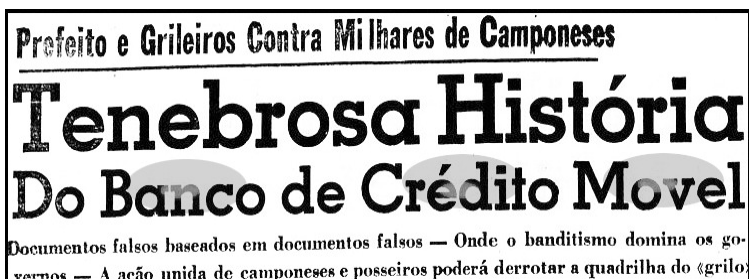 Prefeito e Grileiros Contra Milhares de Camponeses
Tenebrosa História
Do Banco de Crédito Movel
Documentos falsos baseados em documentos falsos — Onde o banditismo domina os go-
vernos — A ação unida de camponeses e posseiros poderá derrotar a quadrilha do «grilo»